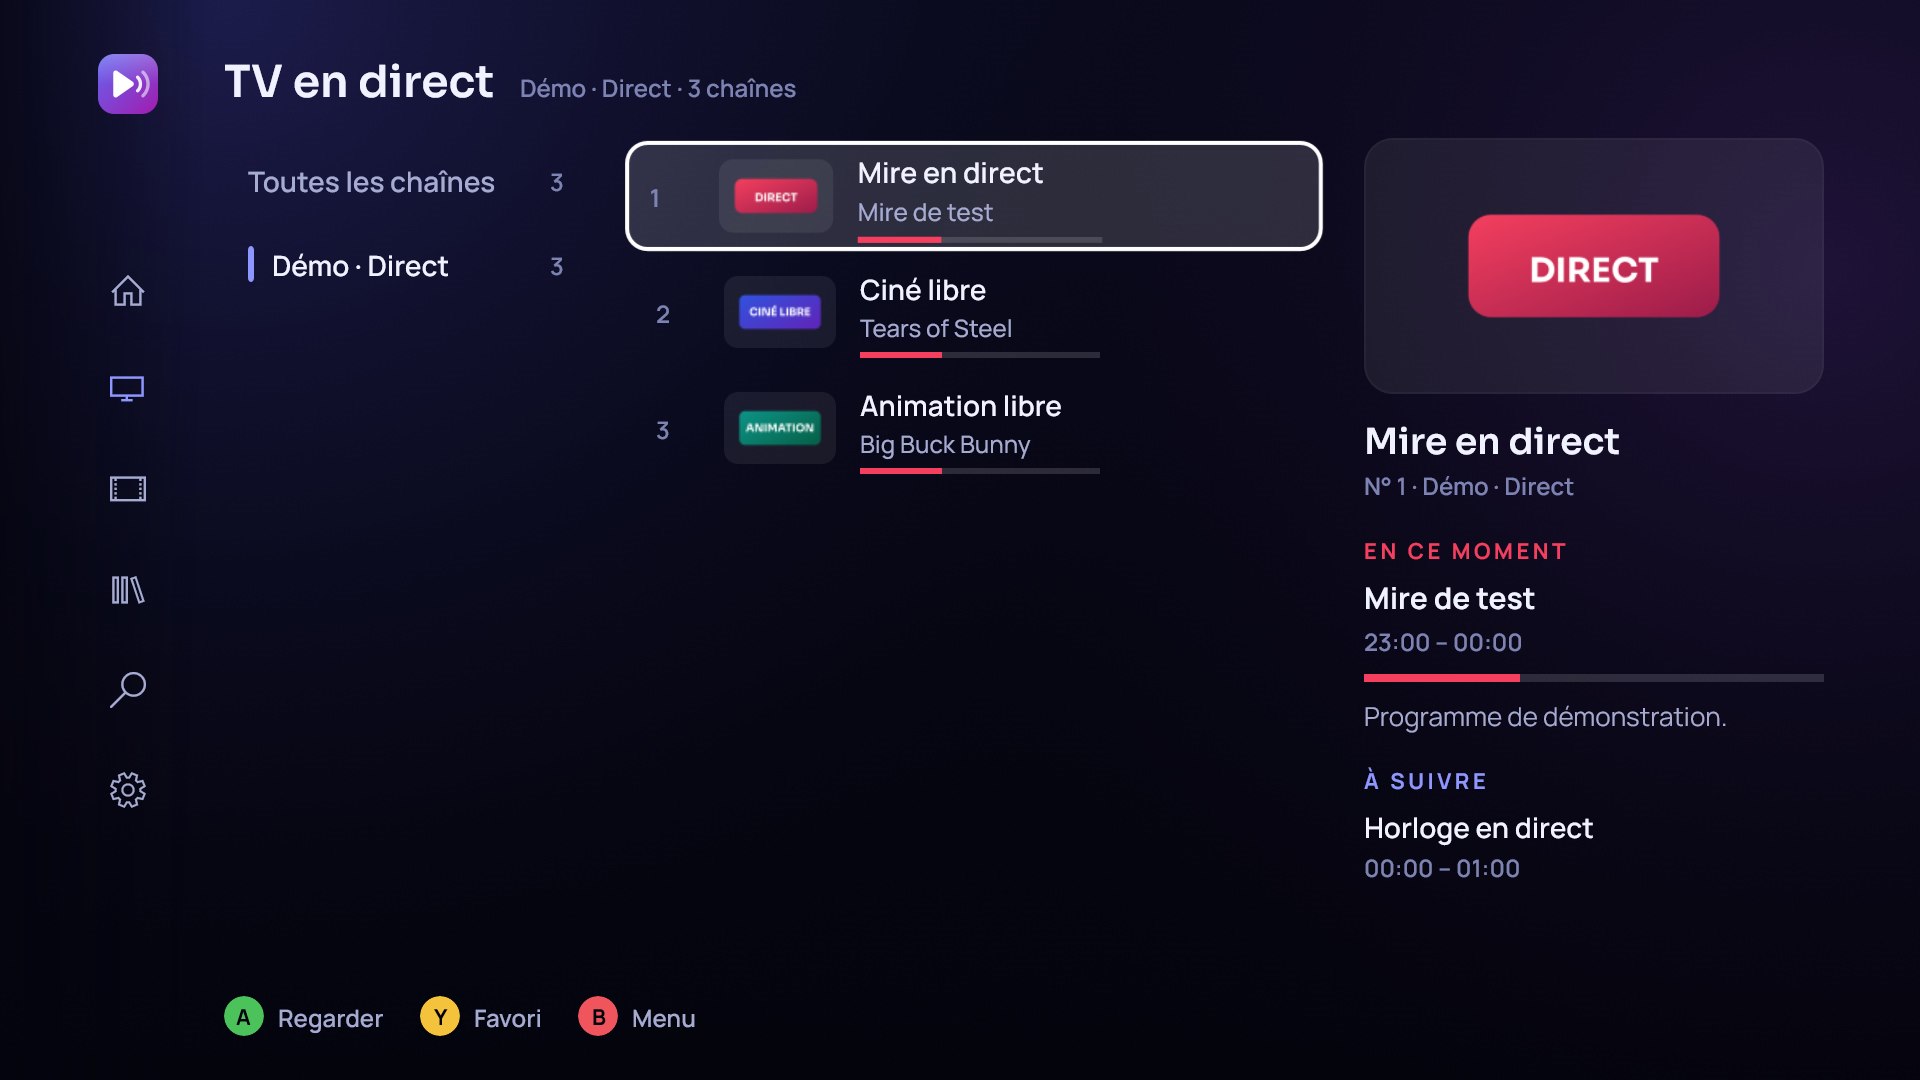 TV en direct
Démo · Direct · 3 chaînes
Toutes les chaînes 3
Démo · Direct 3
1 DIRECT Mire en direct
Mire de test
2 CINÉ LIBRE Ciné libre
Tears of Steel
3 ANIMATION Animation libre
Big Buck Bunny
DIRECT
Mire en direct
N° 1 · Démo · Direct
EN CE MOMENT
Mire de test
23:00 – 00:00
Programme de démonstration.
À SUIVRE
Horloge en direct
00:00 – 01:00
A Regarder Y Favori B Menu